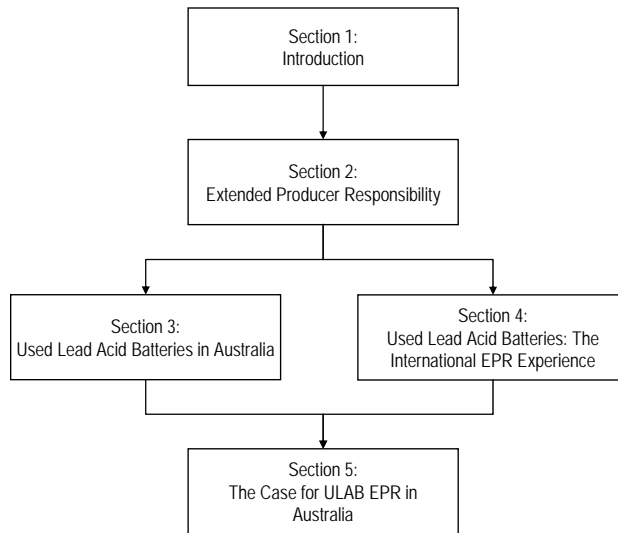 Section 1:
Introduction
Section 2:
Extended Producer Responsibility
Section 3:
Used Lead Acid Batteries in Australia
Section 4:
Used Lead Acid Batteries: The
International EPR Experience
Section 5:
The Case for ULAB EPR in
Australia